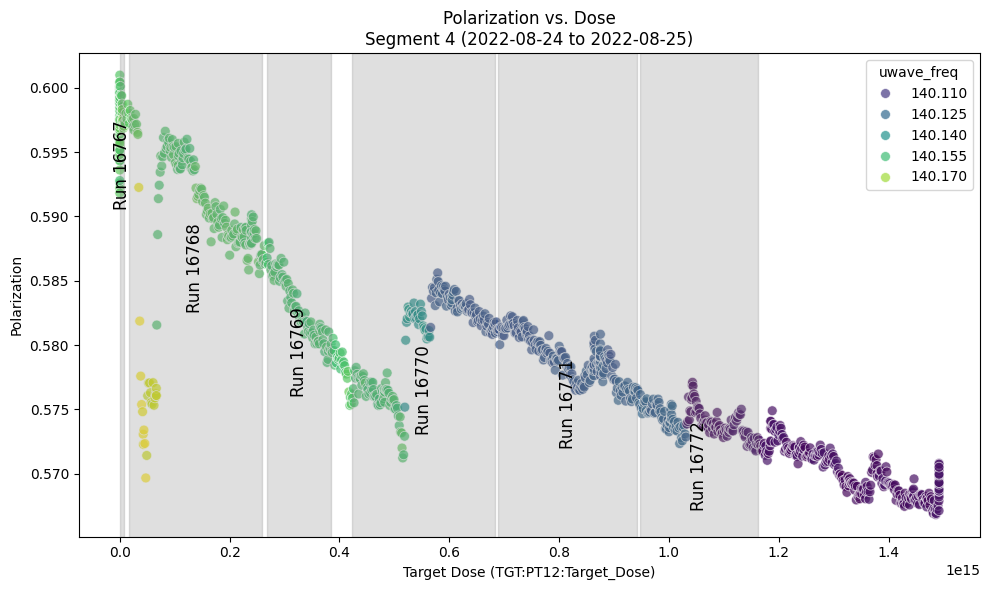 Polarization vs. Dose
Segment 4 (2022-08-24 to 2022-08-25)
uwave_freq
140.110
140.125
140.140
140.155
140.170
0.600
0.595
0.590
0.585
0.580
0.575
0.570
Polarization
Run 16767
Run 16768
Run 16769
Run 16770
Run 16771
Run 16772
0.0
0.2
0.4
0.6
0.8
1.0
1.2
1.4
1e15
Target Dose (TGT:PT12:Target_Dose)